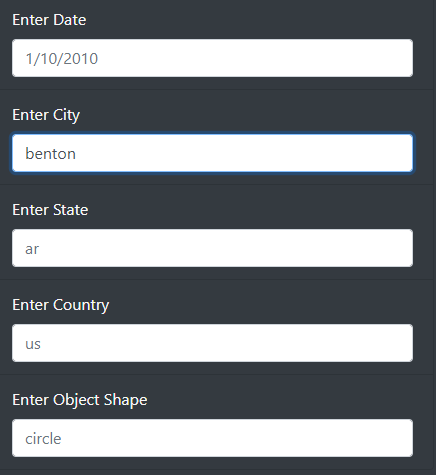 Enter Date
1/10/2010
Enter City
benton
Enter State
ar
Enter Country
us
Enter Object Shape
circle